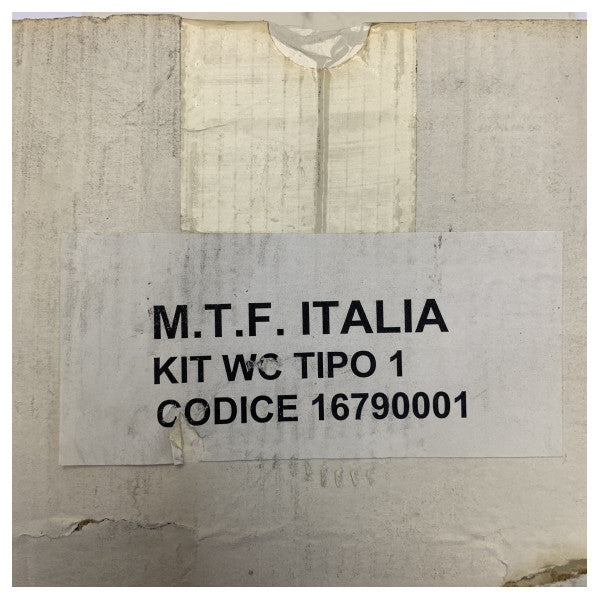 M.T.F. ITALIA
KIT WC TIPO 1
CODICE 16790001